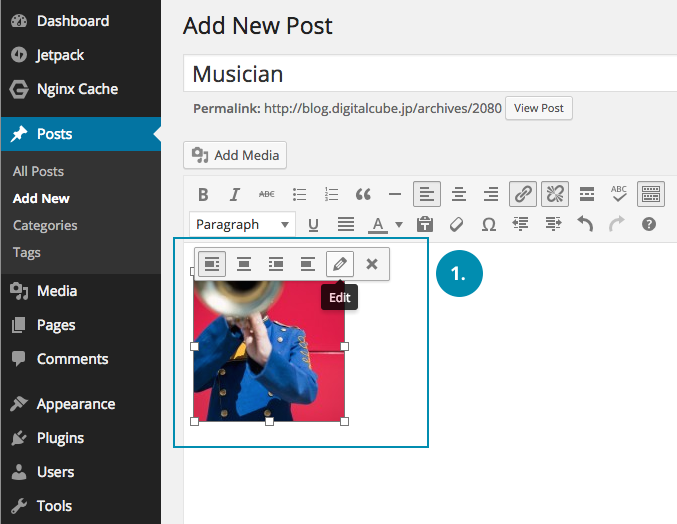 Dashboard
Jetpack
Nginx Cache
Posts
All Posts
Add New
Categories
Tags
Media
Pages
Comments
Appearance
Plugins
Users
Tools
Add New Post
Musician
Permalink: http://blog.digitalcube.jp/archives/2080 View Post
Add Media
B I ABC ABC
Paragraph U A
Edit
1.